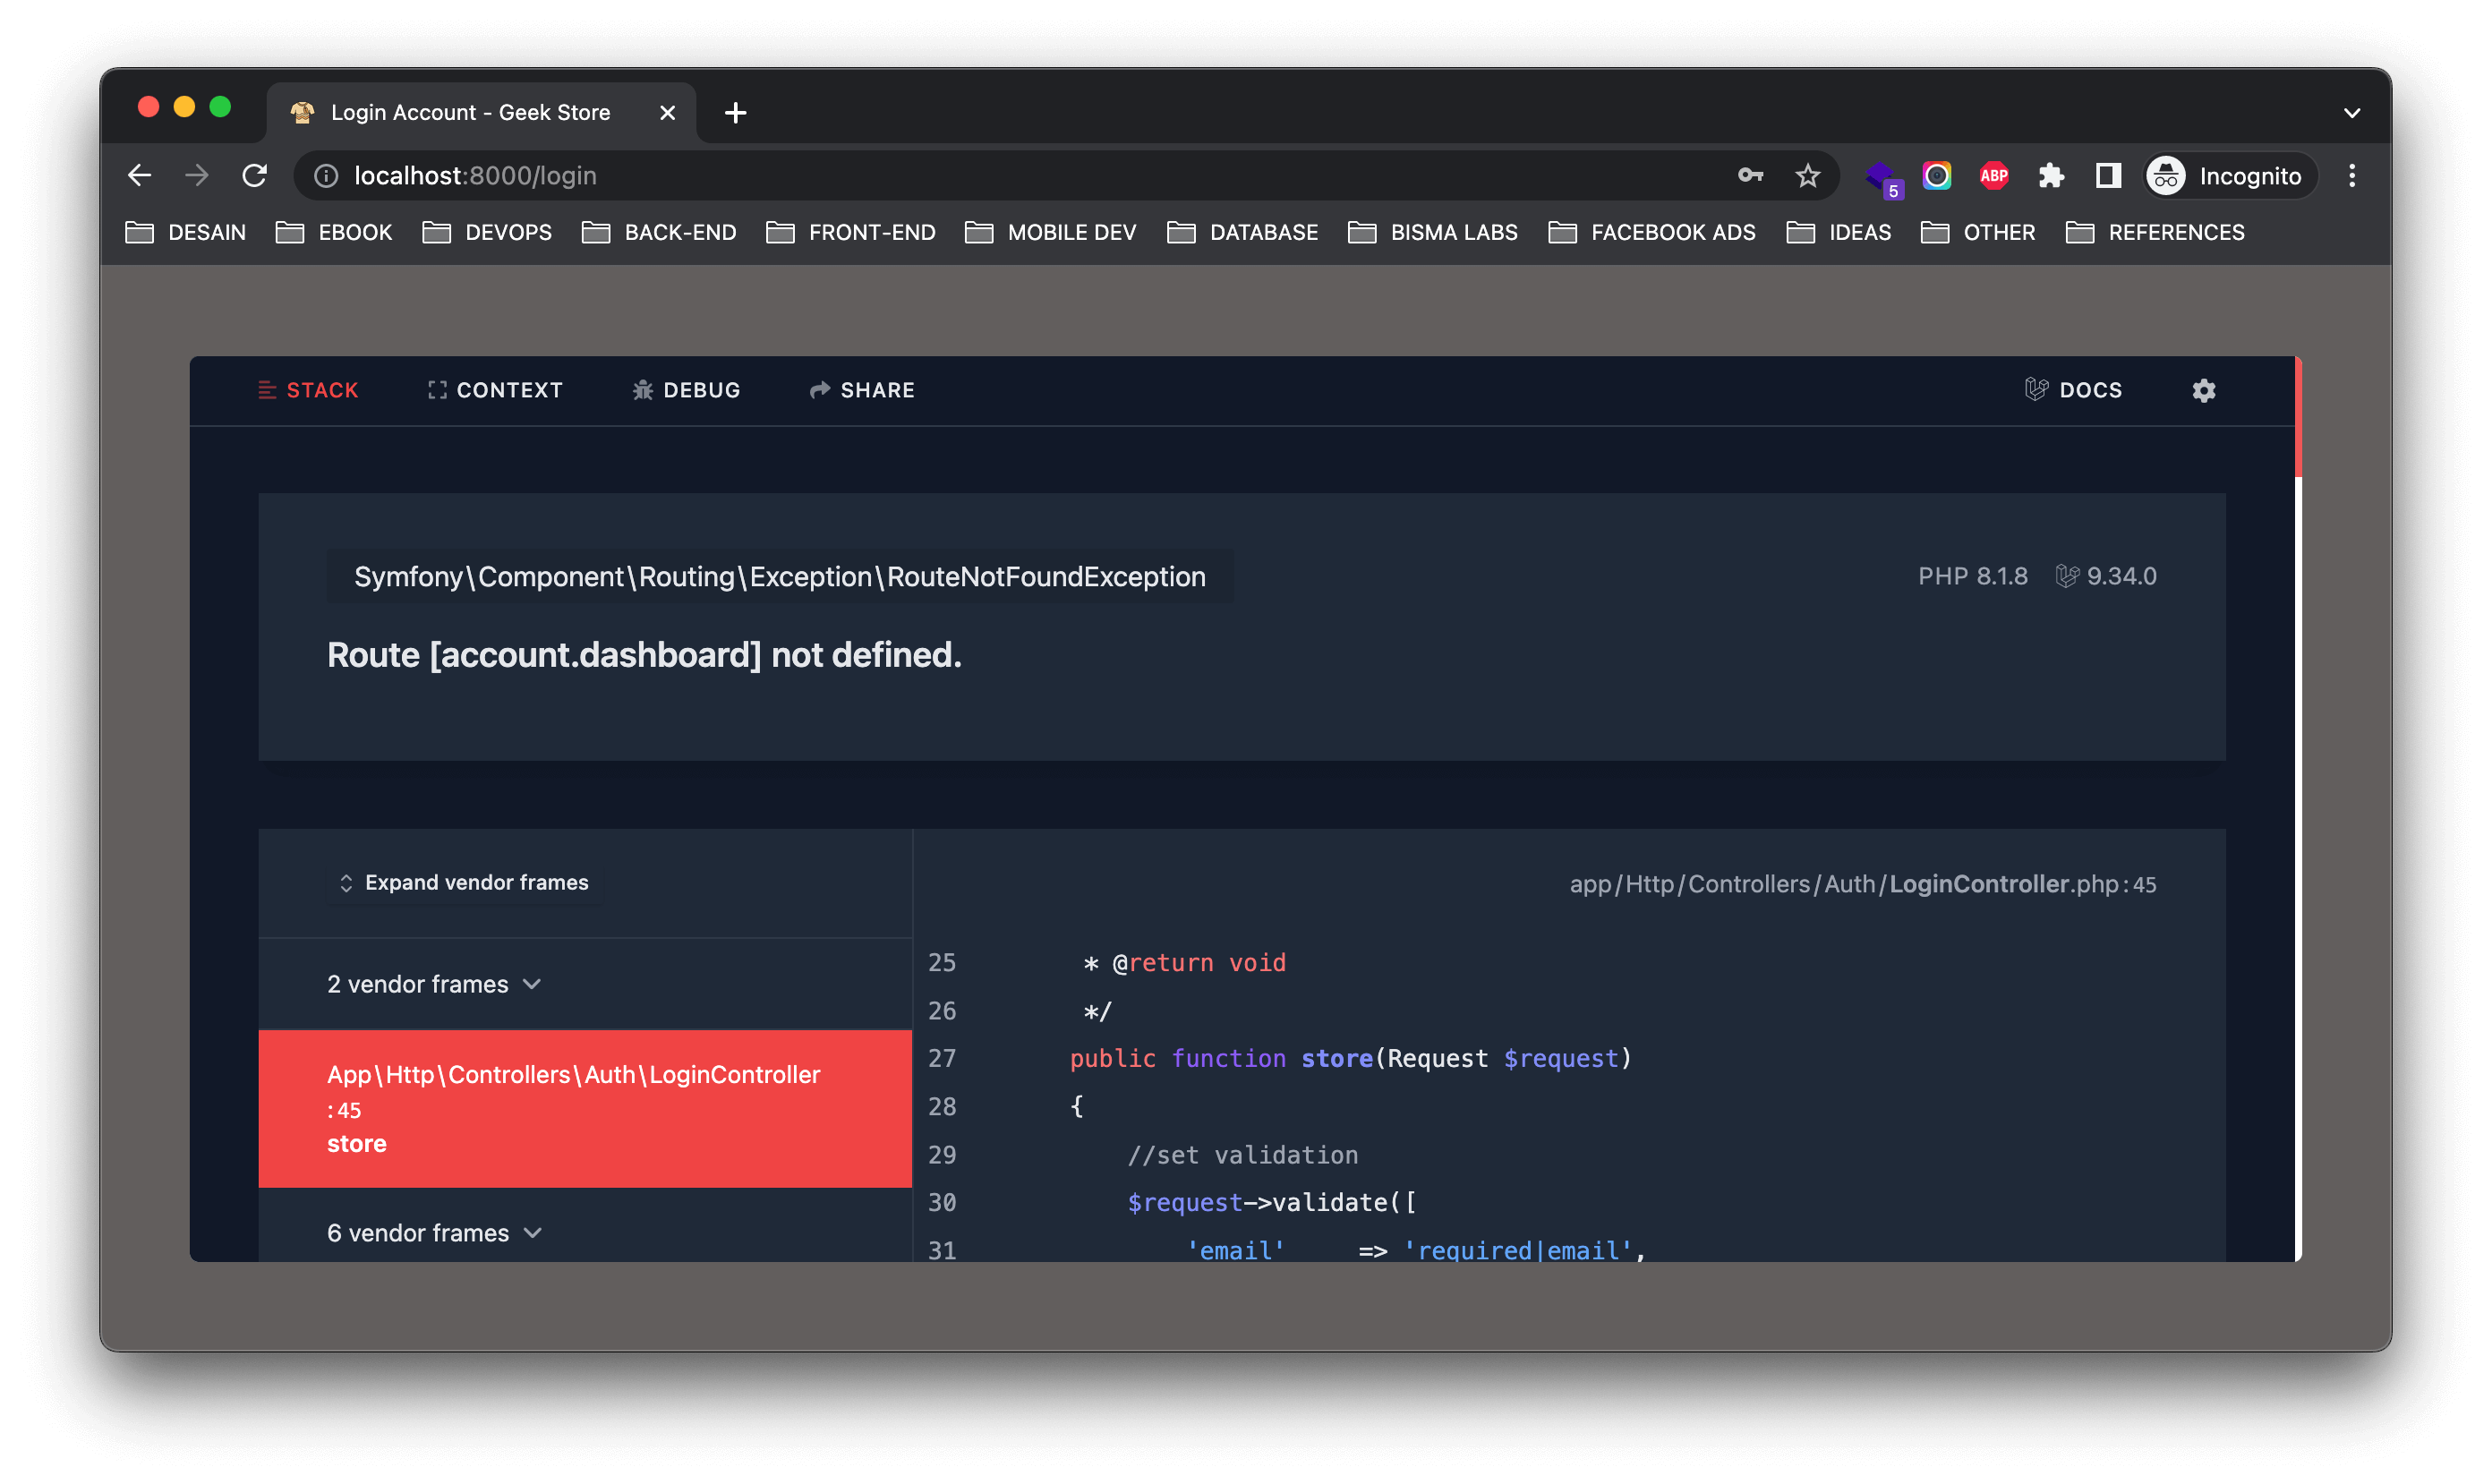 Login Account - Geek Store
localhost:8000/login
5
ABP
Incognito
DESAIN EBOOK DEVOPS BACK-END FRONT-END MOBILE DEV DATABASE BISMA LABS FACEBOOK ADS IDEAS OTHER REFERENCES
STACK CONTEXT DEBUG SHARE DOCS
Symfony\Component\Routing\Exception\RouteNotFoundException
PHP 8.1.8 9.34.0
Route [account.dashboard] not defined.
Expand vendor frames
2 vendor frames
App\Http\Controllers\Auth\LoginController
:45
store
6 vendor frames
app/Http/Controllers/Auth/LoginController.php:45
25 * @return void
26 */
27 public function store(Request $request)
28 {
29 //set validation
30 $request->validate([
31 'email' => 'required|email',